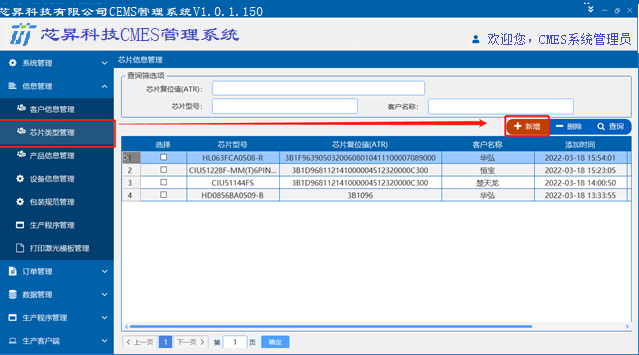 芯昇科技有限公司CEMS管理系统V1.0.1.150
芯昇科技CMES管理系统
欢迎您，CMES系统管理员
系统管理
信息管理
客户信息管理
芯片类型管理
产品信息管理
设备信息管理
包装规范管理
生产程序管理
打印激光模板管理
订单管理
数据管理
生产程序管理
生产客户端
芯片信息管理
查询筛选项
芯片复位值(ATR):
芯片型号: 客户名称:
新增 删除 查询
选择 芯片型号 芯片复位值(ATR) 客户名称 添加时间
1 HL063FCA0508-R 3B1F96390503200608010411100007089000 华弘 2022-03-18 15:54:01
2 CIU51228F-MM(T)6PIN... 3B1D96811214100004512320000C300 恒宝 2022-03-18 15:23:05
3 CIU51144FS 3B1D96811214100004512320000C300 楚天龙 2022-03-18 14:00:50
4 HD0856BA0509-B 3B1096 华弘 2022-03-18 13:33:55
上一页 1 下一页 第 1 页 确定